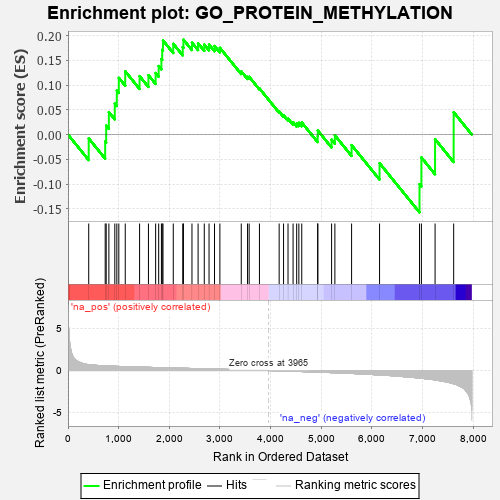 Enrichment plot: GO_PROTEIN_METHYLATION
Enrichment score (ES)
0.20
0.15
0.10
0.05
0.00
-0.05
-0.10
-0.15
'na_pos' (positively correlated)
Ranked list metric (PreRanked)
5
0
-5
Zero cross at 3965
'na_neg' (negatively correlated)
0 1,000 2,000 3,000 4,000 5,000 6,000 7,000 8,000
Rank in Ordered Dataset
Enrichment profile Hits Ranking metric scores